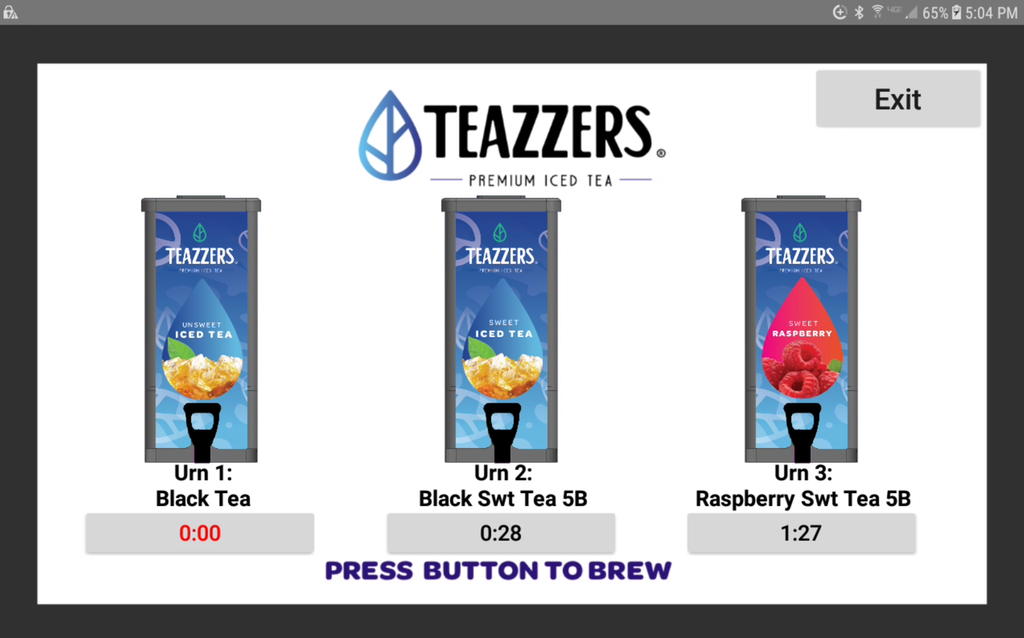 65% 5:04 PM
Exit
TEAZZERS®
PREMIUM ICED TEA
TEAZZERS
PREMIUM ICED TEA
UNSWEET
ICED TEA
TEAZZERS
PREMIUM ICED TEA
SWEET
ICED TEA
TEAZZERS
PREMIUM ICED TEA
SWEET
RASPBERRY
Urn 1:
Black Tea
0:00
Urn 2:
Black Swt Tea 5B
0:28
Urn 3:
Raspberry Swt Tea 5B
1:27
PRESS BUTTON TO BREW